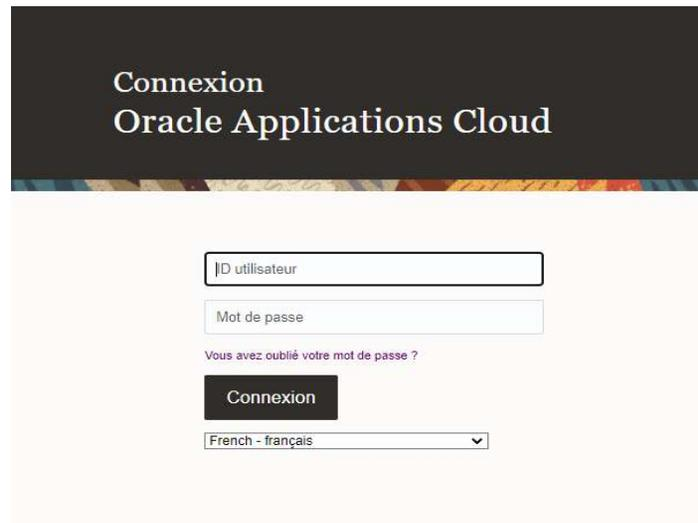 Connexion
Oracle Applications Cloud
ID utilisateur
Mot de passe
Vous avez oublié votre mot de passe ?
Connexion
French - français